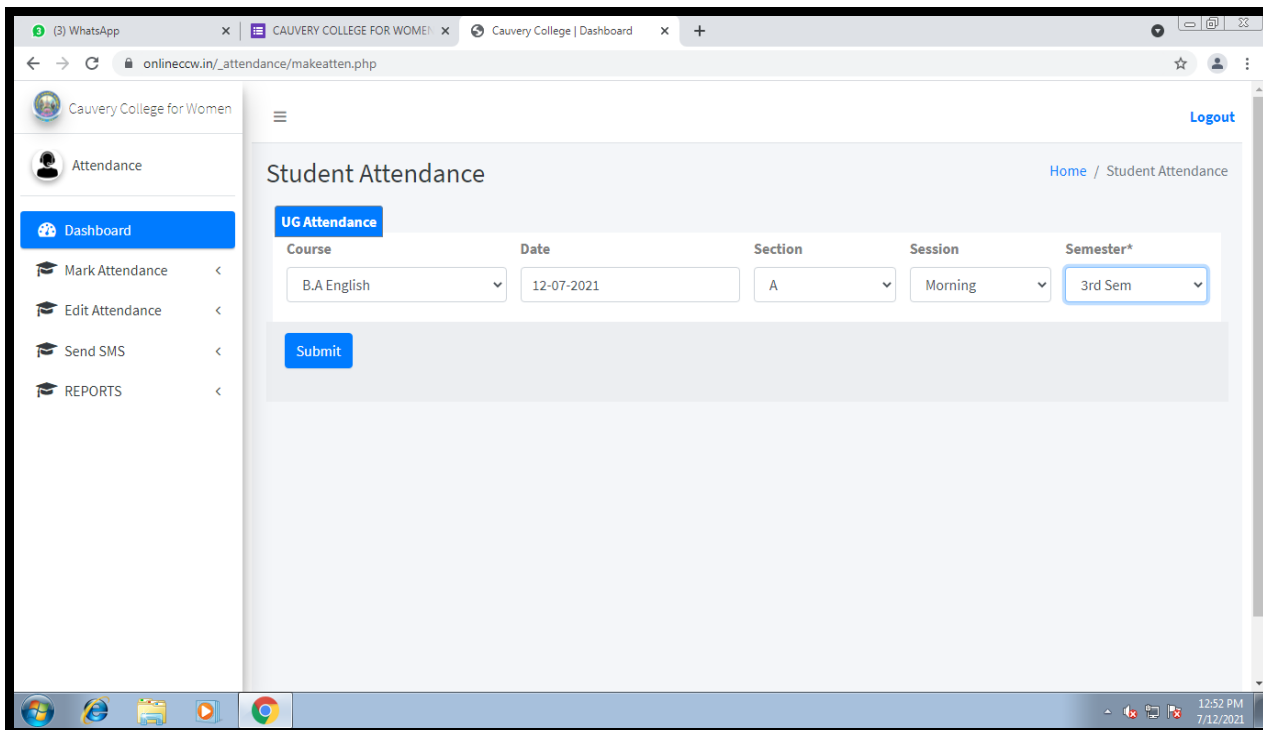 (3) WhatsApp
CAUVERY COLLEGE FOR WOMEN
Cauvery College | Dashboard
onlineccw.in/_attendance/makeatten.php
Cauvery College for Women
Logout
Attendance
Student Attendance
Home / Student Attendance
Dashboard
Mark Attendance
Edit Attendance
Send SMS
REPORTS
UG Attendance
Course Date Section Session Semester*
B.A English 12-07-2021 A Morning 3rd Sem
Submit
12:52 PM
7/12/2021